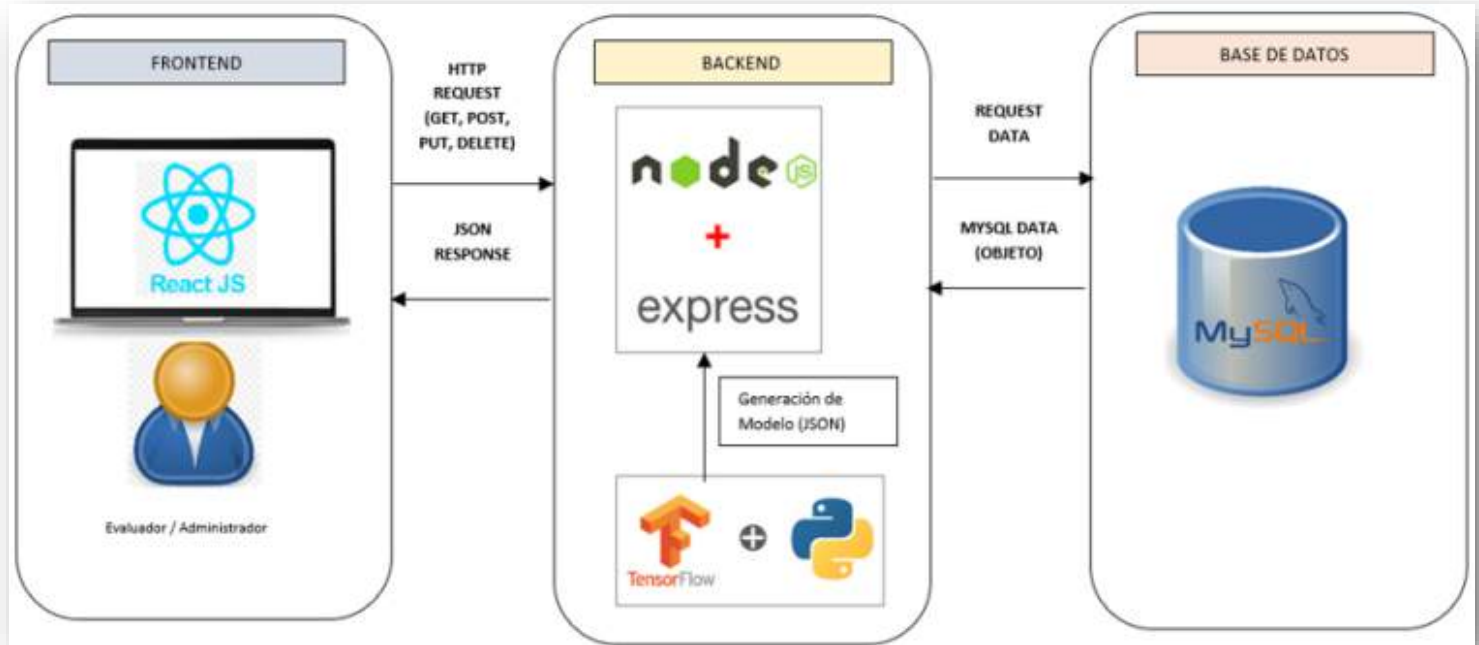 FRONTEND
React JS
Evaluador / Administrador
HTTP
REQUEST
(GET, POST,
PUT, DELETE)
JSON
RESPONSE
BACKEND
node JS
+
express
Generación de
Modelo (JSON)
TensorFlow
REQUEST
DATA
MYSQL DATA
(OBJETO)
BASE DE DATOS
MySQL